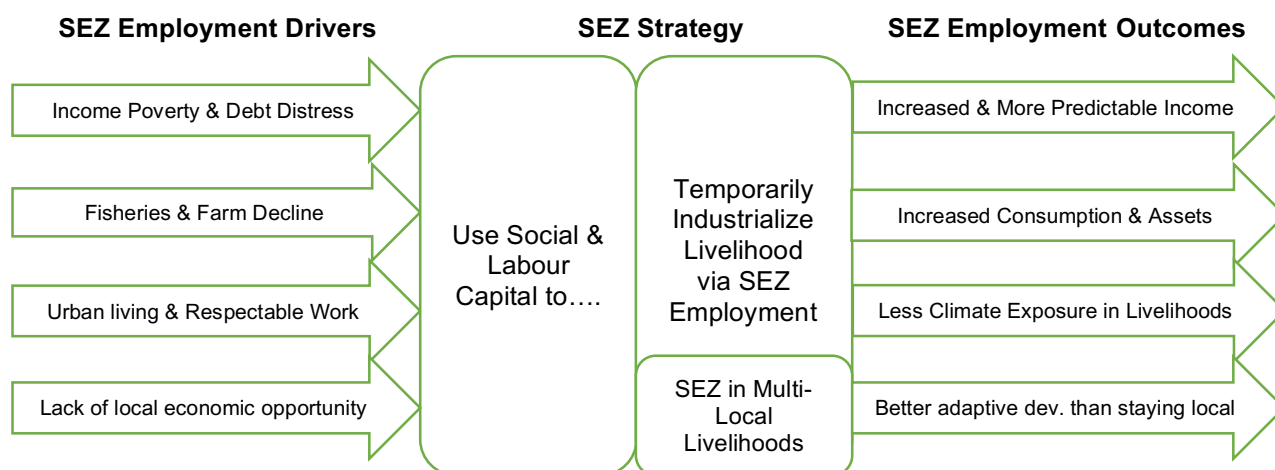 SEZ Employment Drivers
SEZ Strategy
SEZ Employment Outcomes
Income Poverty & Debt Distress
Fisheries & Farm Decline
Urban living & Respectable Work
Lack of local economic opportunity
Use Social &
Labour
Capital to….
Temporarily
Industrialize
Livelihood
via SEZ
Employment
SEZ in Multi-
Local
Livelihoods
Increased & More Predictable Income
Increased Consumption & Assets
Less Climate Exposure in Livelihoods
Better adaptive dev. than staying local